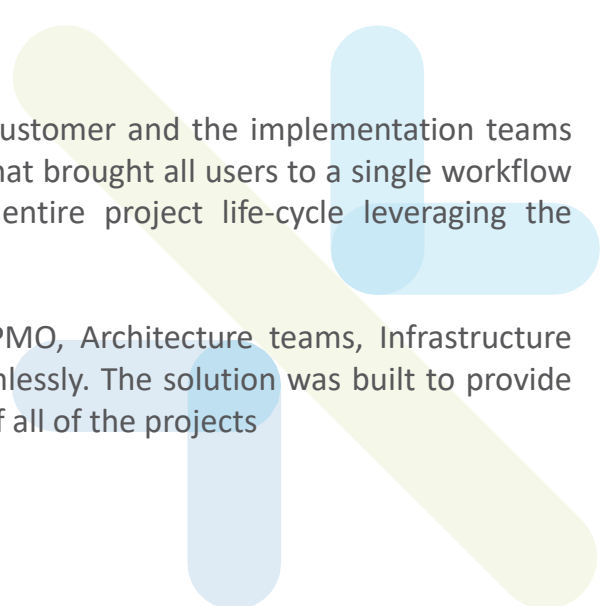 ustomer and the implementation teams
hat brought all users to a single workflow
entire project life-cycle leveraging the
PMO, Architecture teams, Infrastructure
nlessly. The solution was built to provide
f all of the projects